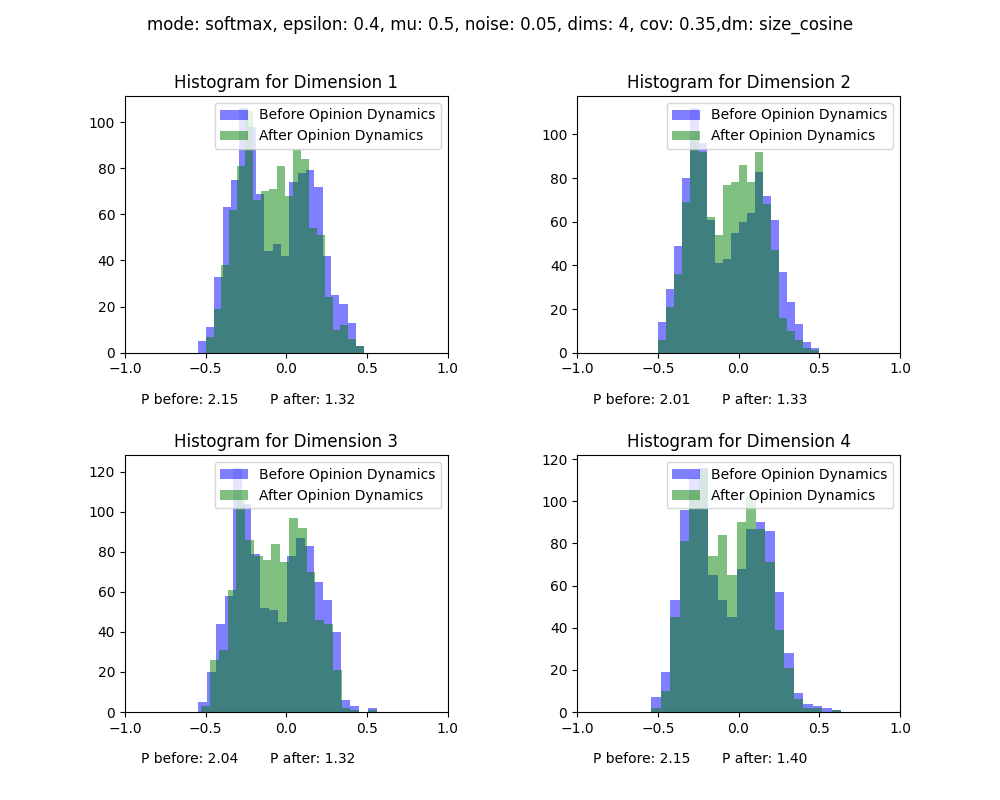 mode: softmax, epsilon: 0.4, mu: 0.5, noise: 0.05, dims: 4, cov: 0.35,dm: size_cosine
Histogram for Dimension 1
Before Opinion Dynamics
After Opinion Dynamics
100
80
60
40
20
0
−1.0 −0.5 0.0 0.5 1.0
P before: 2.15 P after: 1.32
Histogram for Dimension 2
Before Opinion Dynamics
After Opinion Dynamics
100
80
60
40
20
0
−1.0 −0.5 0.0 0.5 1.0
P before: 2.01 P after: 1.33
Histogram for Dimension 3
Before Opinion Dynamics
After Opinion Dynamics
120
100
80
60
40
20
0
−1.0 −0.5 0.0 0.5 1.0
P before: 2.04 P after: 1.32
Histogram for Dimension 4
Before Opinion Dynamics
After Opinion Dynamics
120
100
80
60
40
20
0
−1.0 −0.5 0.0 0.5 1.0
P before: 2.15 P after: 1.40